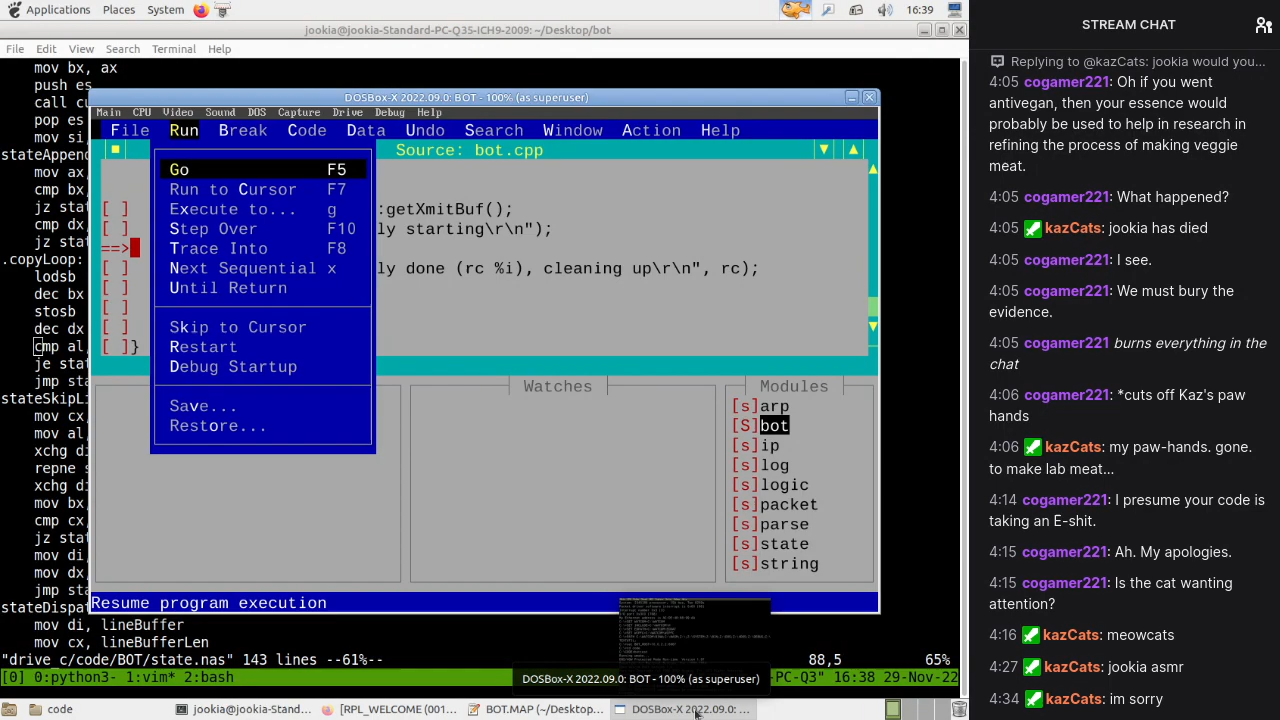 Applications Places System 16:39
jookia@jookia-Standard-PC-Q35-ICH9-2009: ~/Desktop/bot
File Edit View Search Terminal Help
mov bx, ax
push es
call cu
pop es
mov si
stateAppen
mov ax,
cmp bx,
jz stat
cmp dx,
jz stat
.copyLoop:
lodsb
dec bx
stosb
dec dx
cmp al,
je stat
jmp sta
stateSkipL
mov cx,
mov al,
xchg di
repne s
xchg di
mov bx,
cmp cx,
jz stat
mov di,
mov dx,
jmp sta
stateDispa
mov di, lineBuffer
"drive_c/code/BOT/state.nu" 143 lines --61%-- 88,5 65%
[0] 0:python3- 1:vim* 2:bash PC-Q3" 16:38 29-Nov-22
DOSBox-X 2022.09.0: BOT - 100% (as superuser)
Main CPU Video Sound DOS Capture Drive Debug Help
File Run Break Code Data Undo Search Window Action Help
Source: bot.cpp
Go F5
Run to Cursor F7
Execute to... g
Step Over F10
Trace Into F8
Next Sequential x
Until Return
Skip to Cursor
Restart
Debug Startup
Save...
Restore...
[ ] :getXmitBuf();
[ ] ly starting\r\n");
==>
[ ] ly done (rc %i), cleaning up\r\n", rc);
[ ]
[ ]
[ ]
[ ]}
Watches
Modules
[s]arp
[S]bot
[s]ip
[s]log
[s]logic
[s]packet
[s]parse
[s]state
[s]string
Resume program execution
DOSBox-X 2022.09.0: BOT - 100% (as superuser)
code jookia@jookia-Stand... [RPL_WELCOME (001... BOT.MAP (~/Desktop... DOSBox-X 2022.09.0: ...
STREAM CHAT
Replying to @kazCats: jookia would you...
4:05 cogamer221: Oh if you went
antivegan, then your essence would
probably be used to help in research in
refining the process of making veggie
meat.
4:05 cogamer221: What happened?
4:05 kazCats: jookia has died
4:05 cogamer221: I see.
4:05 cogamer221: We must bury the
evidence.
4:05 cogamer221 burns everything in the
chat
4:06 cogamer221: *cuts off Kaz's paw
hands
4:06 kazCats: my paw-hands. gone.
to make lab meat...
4:14 cogamer221: I presume your code is
taking an E-shit.
4:15 cogamer221: Ah. My apologies.
4:15 cogamer221: Is the cat wanting
attention?
4:16 kazCats: meowcats
4:27 kazCats: jookia asmr
4:34 kazCats: im sorry